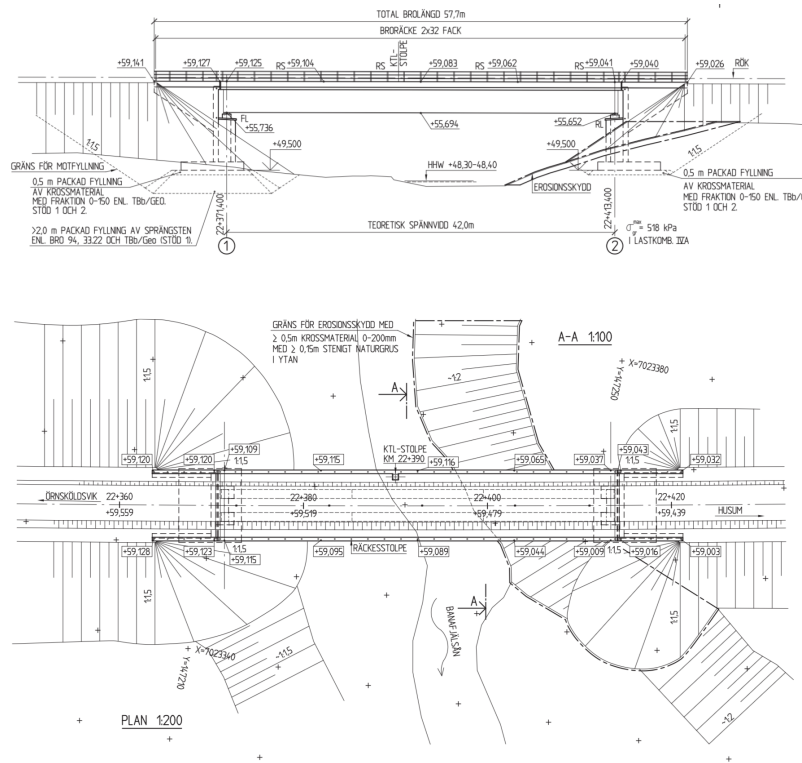 TOTAL BROLÄNGD 57,7m
BRORÄCKE 2x32 FACK
KTL-
STOLPE
+59,141
+59,127
+59,125
RS
+59,104
RS
+59,083
RS
+59,062
RS
+59,041
+59,040
+59,026
RÖK
FL
+55,736
+55,694
+55,652
RL
1:1,5
1:1,5
+49,500
+49,500
HHW +48,30-48,40
GRÄNS FÖR MOTFYLLNING
EROSIONSSKYDD
0,5 m PACKAD FYLLNING
AV KROSSMATERIAL
MED FRAKTION 0-150 ENL. TBb/GEO.
STÖD 1 OCH 2.
0,5 m PACKAD FYLLNING
AV KROSSMATERIAL
MED FRAKTION 0-150 ENL. TBb/G
STÖD 1 OCH 2.
>2,0 m PACKAD FYLLNING AV SPRÄNGSTEN
ENL. BRO 94, 33.22 OCH TBb/Geo (STÖD 1).
22+371,400
TEORETISK SPÄNNVIDD 42,0m
22+413,400
1
2
σ max gr = 518 kPa
I LASTKOMB. IV:A
GRÄNS FÖR EROSIONSSKYDD MED
≥ 0,5m KROSSMATERIAL 0-200mm
MED ≥ 0,15m STENIGT NATURGRUS
I YTAN
A-A 1:100
~1:2
A
X=7023380
Y=147250
1:1,5
1:1,5
KTL-STOLPE
KM 22+390
+59,120
+59,120
+59,109
1:1,5
+59,115
+59,116
+59,065
+59,037
+59,043
1:1,5
+59,032
ÖRNSKÖLDSVIK
22+360
+59,559
22+380
+59,519
22+400
+59,479
22+420
+59,439
HUSUM
+59,128
+59,123
1:1,5
+59,115
+59,095
RÄCKESSTOLPE
+59,089
+59,044
+59,009
1:1,5
+59,016
+59,003
1:1,5
1:1,5
A
BANAFJÄLSÅN
X=7023340
Y=147210
~1:1,5
~1:2
PLAN 1:200